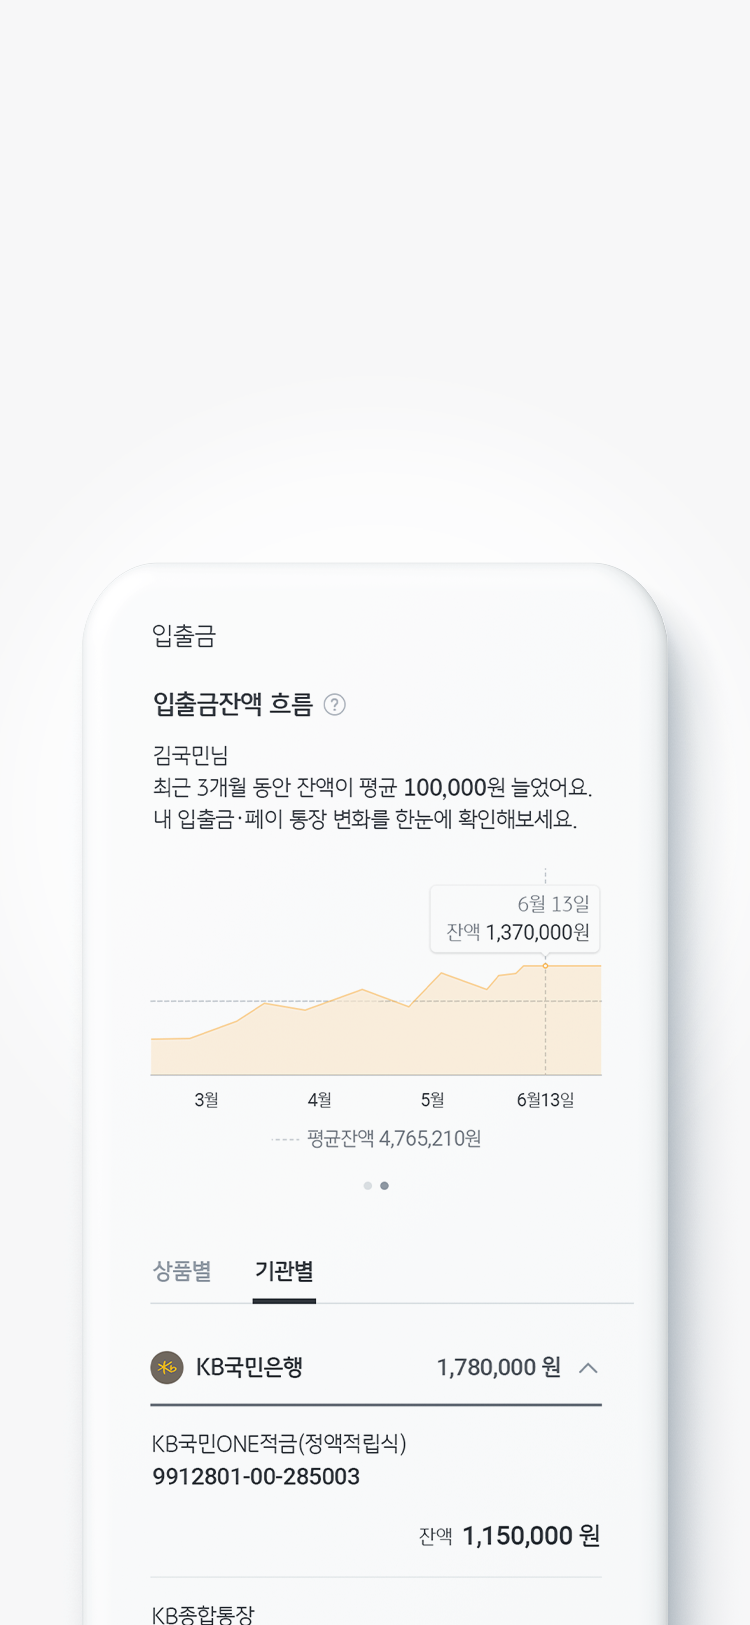 입출금
입출금잔액 흐름 ?
김국민님
최근 3개월 동안 잔액이 평균 100,000원 늘었어요.
내 입출금·페이 통장 변화를 한눈에 확인해보세요.
6월 13일
잔액 1,370,000원
3월 4월 5월 6월13일
평균잔액 4,765,210원
상품별 기관별
KB국민은행 1,780,000 원
KB국민ONE적금(정액적립식)
9912801-00-285003
잔액 1,150,000 원
KB종합통장